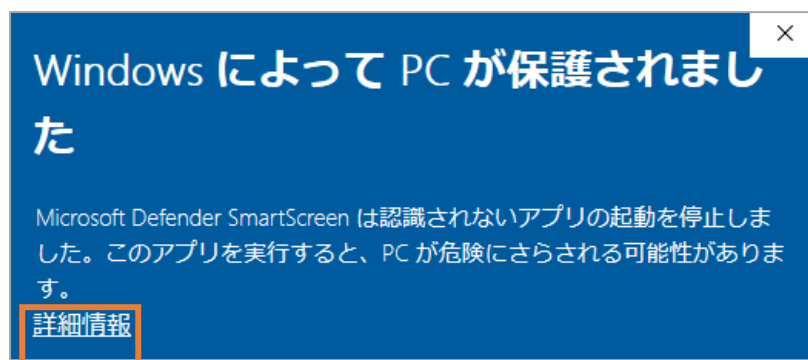 Windows によって PC が保護されまし
た
Microsoft Defender SmartScreen は認識されないアプリの起動を停止しま
した。このアプリを実行すると、PC が危険にさらされる可能性がありま
す。
詳細情報